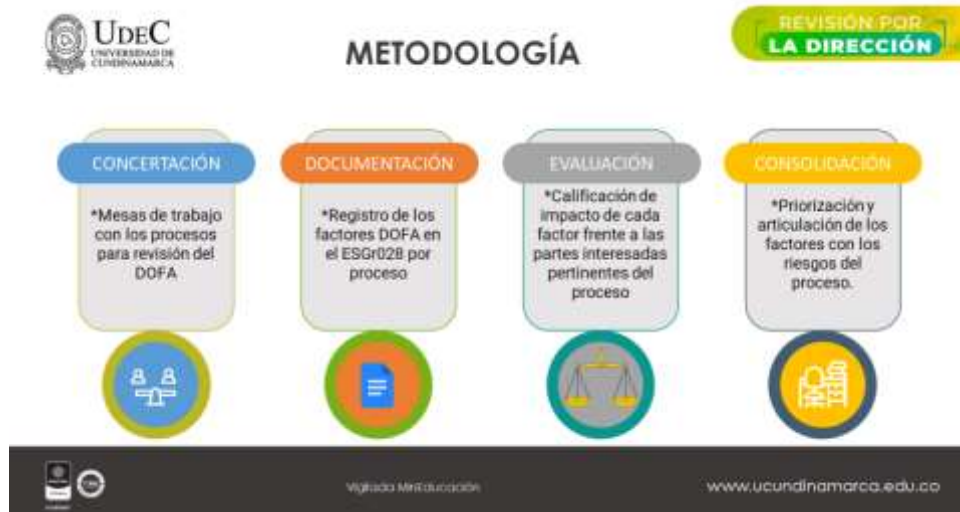 UDEC
UNIVERSIDAD DE
CUNDINAMARCA
METODOLOGÍA
REVISIÓN POR
LA DIRECCIÓN
CONCERTACIÓN
*Mesas de trabajo
con los procesos
para revisión del
DOFA
DOCUMENTACIÓN
*Registro de los
factores DOFA en
el ESGr028 por
proceso
EVALUACIÓN
*Calificación de
impacto de cada
factor frente a las
partes interesadas
pertinentes del
proceso
CONSOLIDACIÓN
*Priorización y
articulación de los
factores con los
riesgos del
proceso.
Vigilada MinEducación
www.ucundinamarca.edu.co